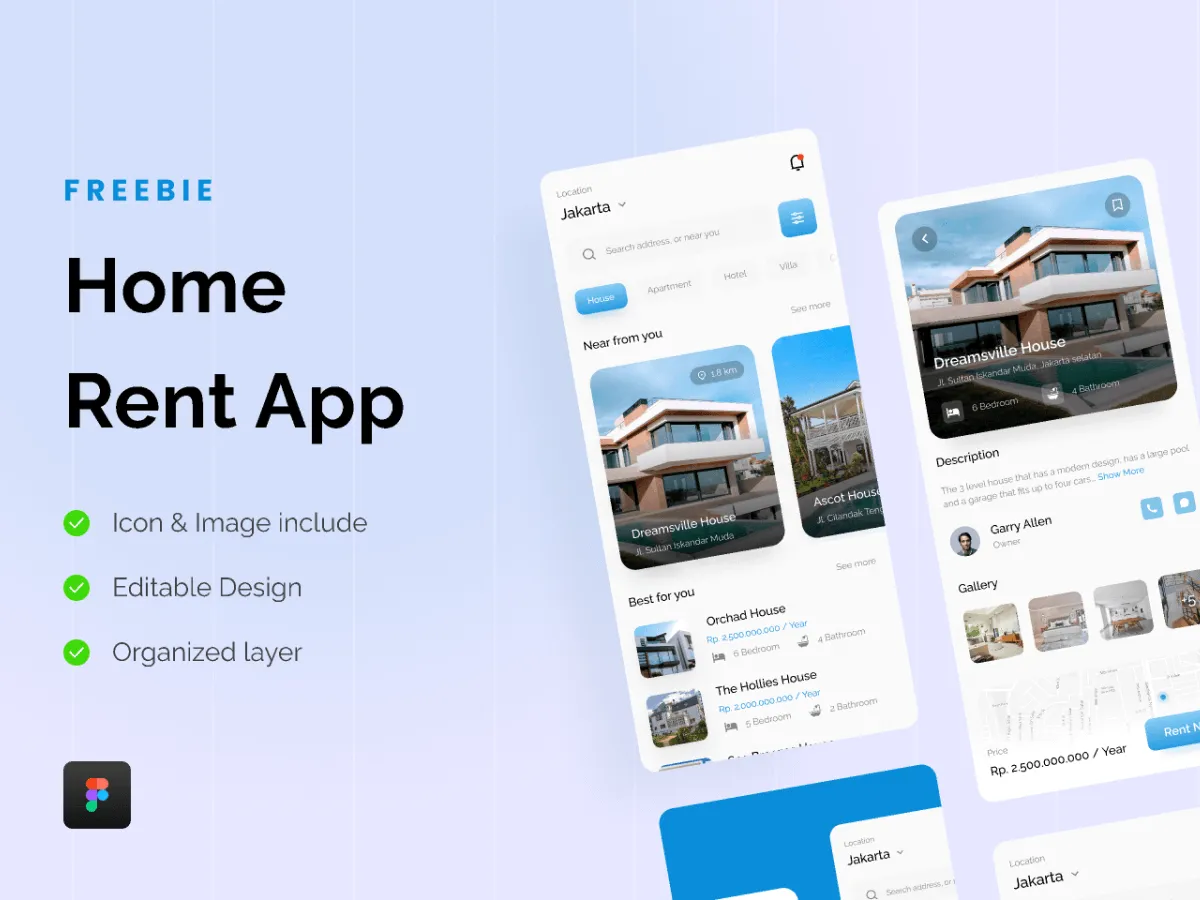 FREEBIE
Home
Rent App
Icon & Image include
Editable Design
Organized layer
Location
Jakarta
Search address, or near you
House
Apartment
Hotel
Villa
Near from you
See more
1.8 km
Dreamsville House
Jl. Sultan Iskandar Muda
Ascot House
Jl. Cilandak Teng
Best for you
See more
Orchad House
Rp. 2.500.000.000 / Year
6 Bedroom
4 Bathroom
The Hollies House
Rp. 2.000.000.000 / Year
5 Bedroom
2 Bathroom
Dreamsville House
Jl. Sultan Iskandar Muda, Jakarta selatan
6 Bedroom
4 Bathroom
Description
The 3 level house that has a modern design, has a large pool
and a garage that fits up to four cars... Show More
Garry Allen
Owner
Gallery
+5
Price
Rp. 2.500.000.000 / Year
Rent N
Location
Jakarta
Search address, or
Location
Jakarta